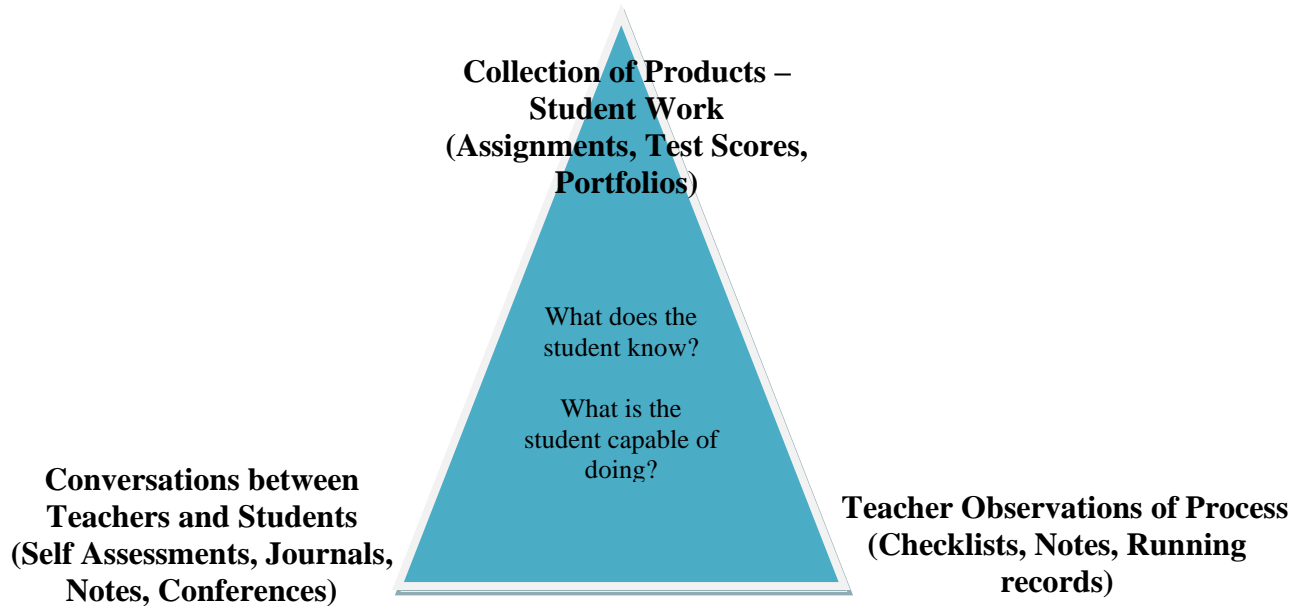 Collection of Products –
Student Work
(Assignments, Test Scores,
Portfolios)
What does the
student know?
What is the
student capable of
doing?
Conversations between
Teachers and Students
(Self Assessments, Journals,
Notes, Conferences)
Teacher Observations of Process
(Checklists, Notes, Running
records)